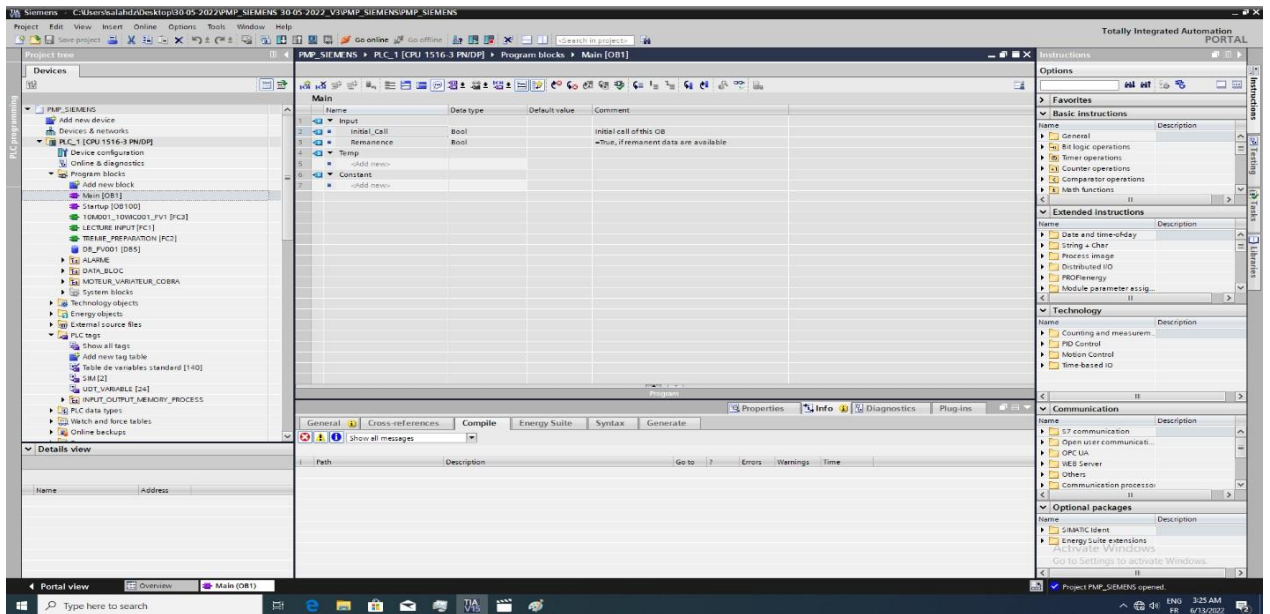 Siemens - C:\Users\salahdz\Desktop\30-05-2022\PMP_SIEMENS 30-05-2022_V3\PMP_SIEMENS\PMP_SIEMENS
Project Edit View Insert Online Options Tools Window Help
Totally Integrated Automation
PORTAL
Save project Go online Go offline <Search in project>
Project tree
PMP_SIEMENS PLC_1 [CPU 1516-3 PN/DP] Program blocks Main [OB1]
Instructions
Devices
Options
PLC programming
PMP_SIEMENS
Add new device
Devices & networks
PLC_1 [CPU 1516-3 PN/DP]
Device configuration
Online & diagnostics
Program blocks
Add new block
Main [OB1]
Startup [OB100]
10M001_10WIC001_FV1 [FC3]
LECTURE INPUT [FC1]
TREMIE_PREPARATION [FC2]
DB_FV001 [DB5]
ALARME
DATA_BLOC
MOTEUR_VARIATEUR_COBRA
System blocks
Technology objects
Energy objects
External source files
PLC tags
Show all tags
Add new tag table
Table de variables standard [140]
SIM [2]
UDT_VARIABLE [24]
INPUT_OUTPUT_MEMORY_PROCESS
PLC data types
Watch and force tables
Online backups
Details view
Name Address
Main
Name Data type Default value Comment
1 Input
2 Initial_Call Bool Initial call of this OB
3 Remanence Bool =True, if remanent data are available
4 Temp
5 <Add new>
6 Constant
7 <Add new>
Program
Properties Info Diagnostics Plug-ins
General Cross-references Compile Energy Suite Syntax Generate
Show all messages
! Path Description Go to ? Errors Warnings Time
Favorites
Basic instructions
Name Description
General
Bit logic operations
Timer operations
Counter operations
Comparator operations
Math functions
Extended instructions
Name Description
Date and time-of-day
String + Char
Process image
Distributed I/O
PROFIenergy
Module parameter assig...
Technology
Name Description
Counting and measurem...
PID Control
Motion Control
Time-based IO
Communication
Name Description
S7 communication
Open user communicati...
OPC UA
WEB Server
Others
Communication processor
Optional packages
Name Description
SIMATIC Ident
Energy Suite extensions
Activate Windows
Go to Settings to activate Windows.
Instructions
Testing
Tasks
Libraries
Portal view Overview Main (OB1)
Project PMP_SIEMENS opened.
Type here to search
TIA V15
ENG 3:25 AM
FR 6/13/2022